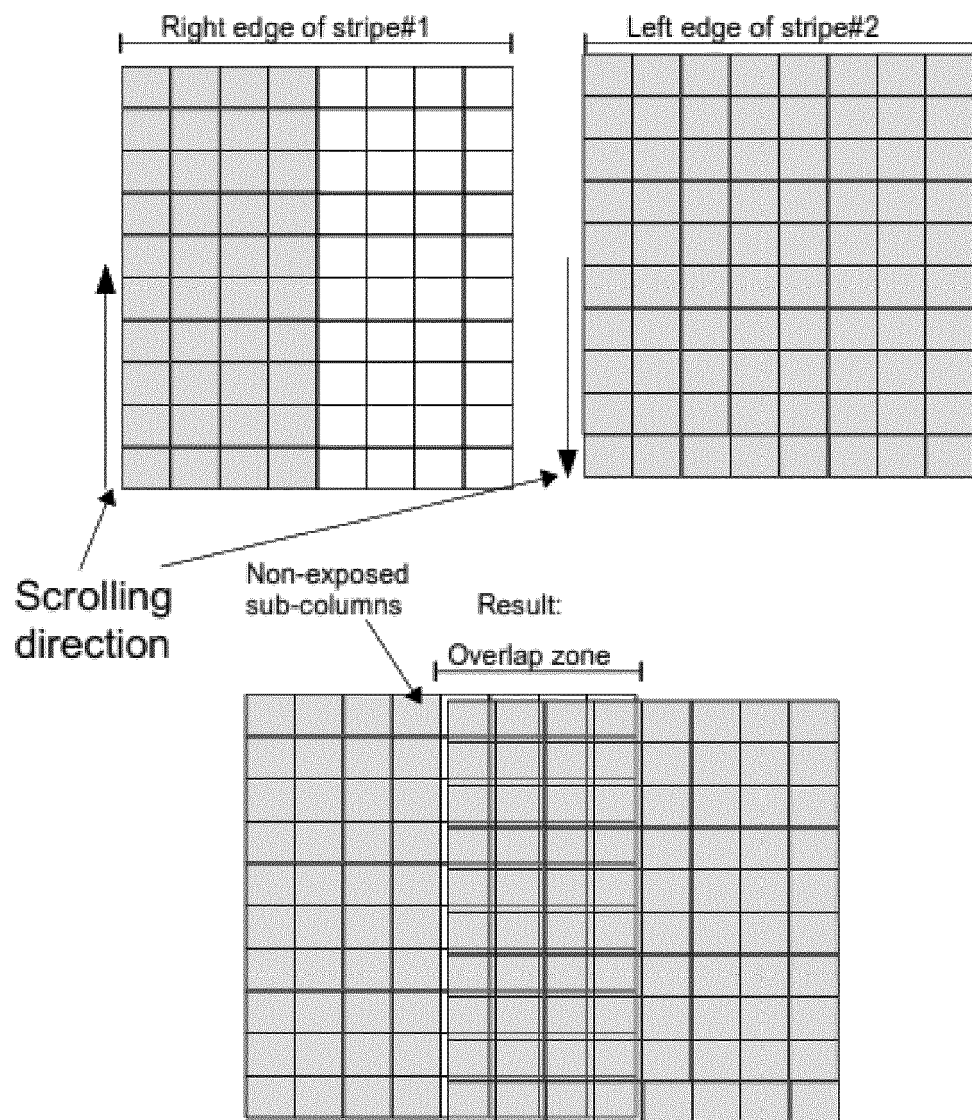 Right edge of stripe#1
Left edge of stripe#2
Scrolling
direction
Non-exposed
sub-columns
Result:
Overlap zone